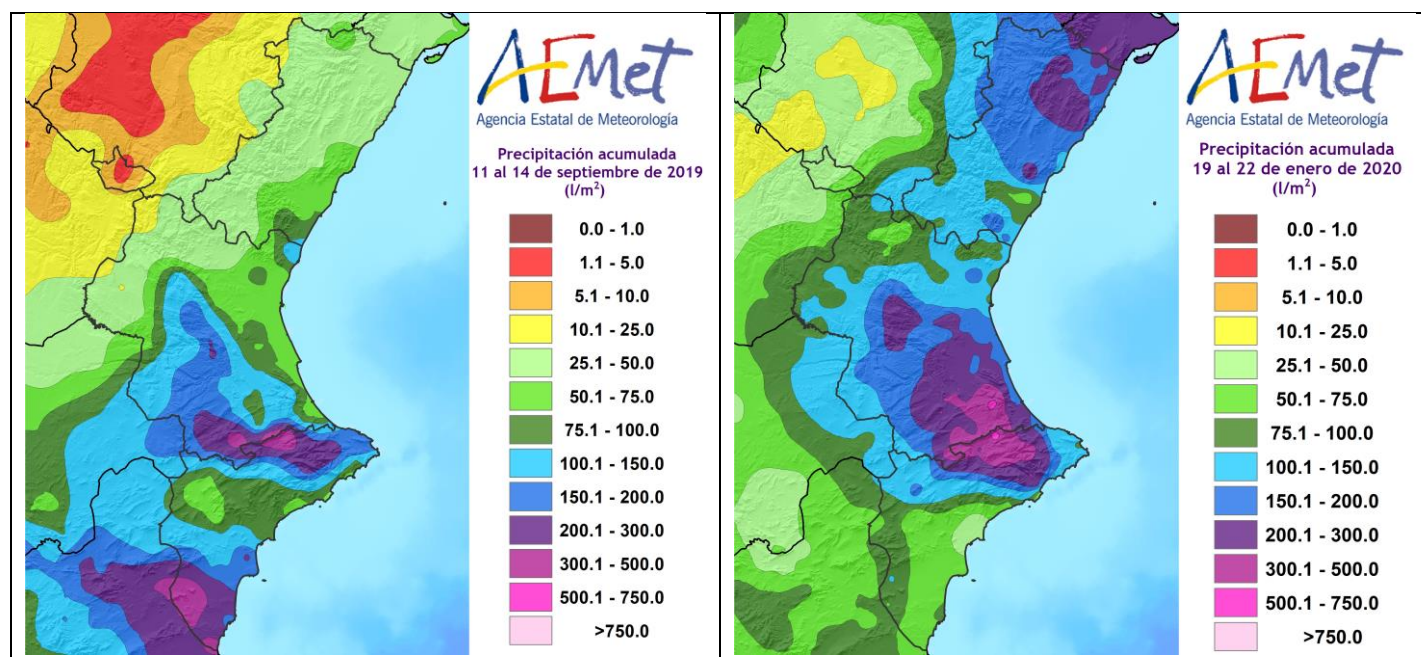 AEMet
Agencia Estatal de Meteorología
Precipitación acumulada
11 al 14 de septiembre de 2019
(l/m²)
0.0 - 1.0
1.1 - 5.0
5.1 - 10.0
10.1 - 25.0
25.1 - 50.0
50.1 - 75.0
75.1 - 100.0
100.1 - 150.0
150.1 - 200.0
200.1 - 300.0
300.1 - 500.0
500.1 - 750.0
>750.0
AEMet
Agencia Estatal de Meteorología
Precipitación acumulada
19 al 22 de enero de 2020
(l/m²)
0.0 - 1.0
1.1 - 5.0
5.1 - 10.0
10.1 - 25.0
25.1 - 50.0
50.1 - 75.0
75.1 - 100.0
100.1 - 150.0
150.1 - 200.0
200.1 - 300.0
300.1 - 500.0
500.1 - 750.0
>750.0